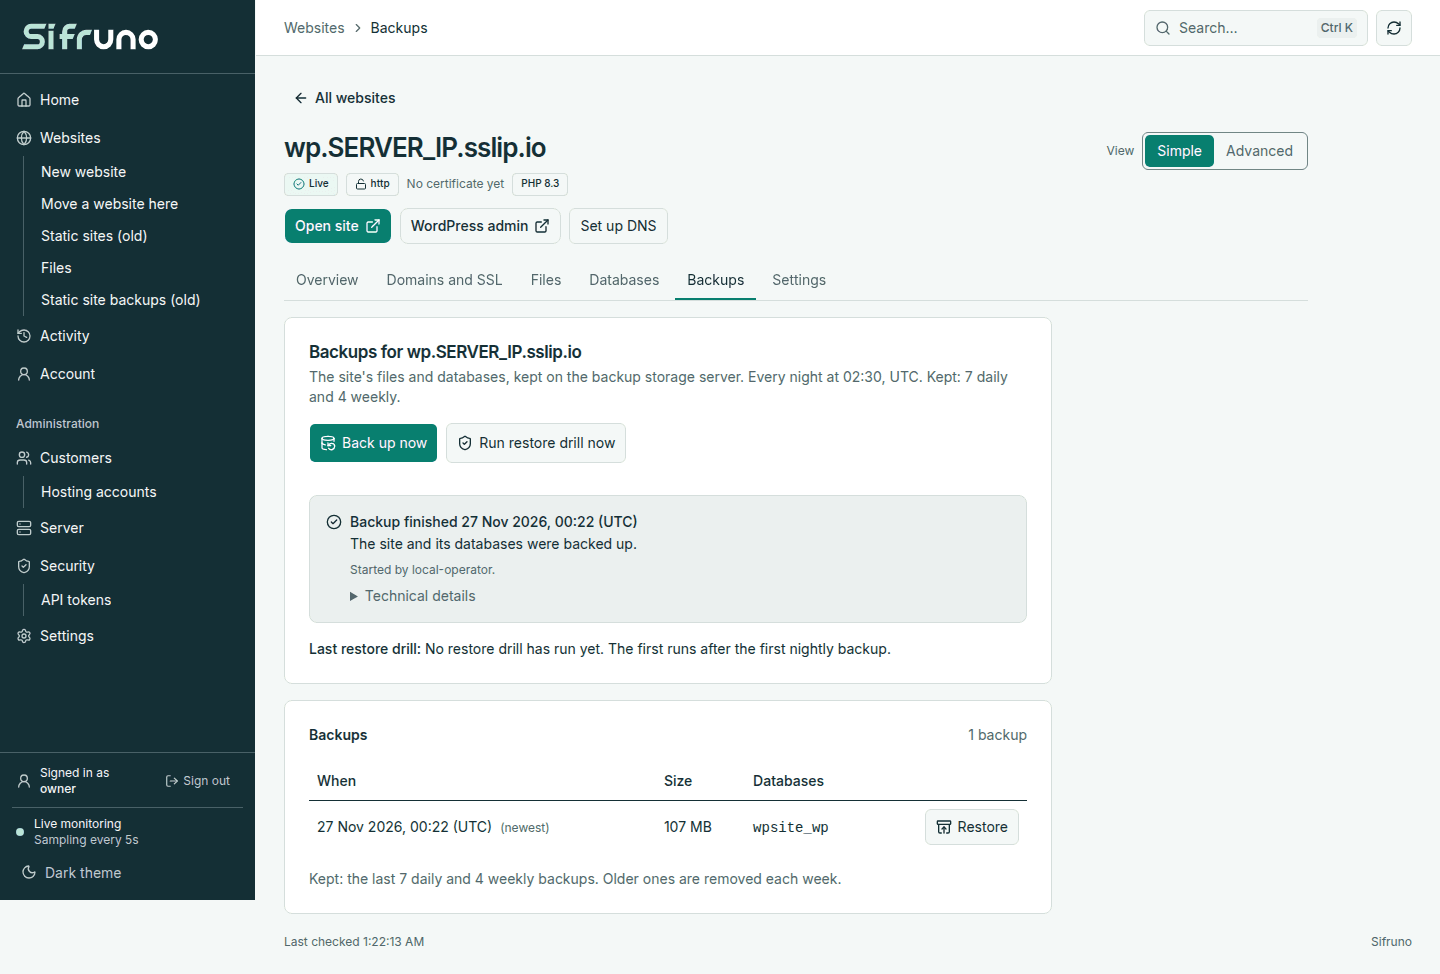 Sifruno
Websites > Backups
Search...
Ctrl K
Home
Websites
New website
Move a website here
Static sites (old)
Files
Static site backups (old)
Activity
Account
Administration
Customers
Hosting accounts
Server
Security
API tokens
Settings
Signed in as
owner
Sign out
Live monitoring
Sampling every 5s
Dark theme
All websites
wp.SERVER_IP.sslip.io
View
Simple
Advanced
Live
http
No certificate yet
PHP 8.3
Open site
WordPress admin
Set up DNS
Overview
Domains and SSL
Files
Databases
Backups
Settings
Backups for wp.SERVER_IP.sslip.io
The site's files and databases, kept on the backup storage server. Every night at 02:30, UTC. Kept: 7 daily
and 4 weekly.
Back up now
Run restore drill now
Backup finished 27 Nov 2026, 00:22 (UTC)
The site and its databases were backed up.
Started by local-operator.
Technical details
Last restore drill: No restore drill has run yet. The first runs after the first nightly backup.
Backups
1 backup
When
Size
Databases
27 Nov 2026, 00:22 (UTC) (newest)
107 MB
wpsite_wp
Restore
Kept: the last 7 daily and 4 weekly backups. Older ones are removed each week.
Last checked 1:22:13 AM
Sifruno